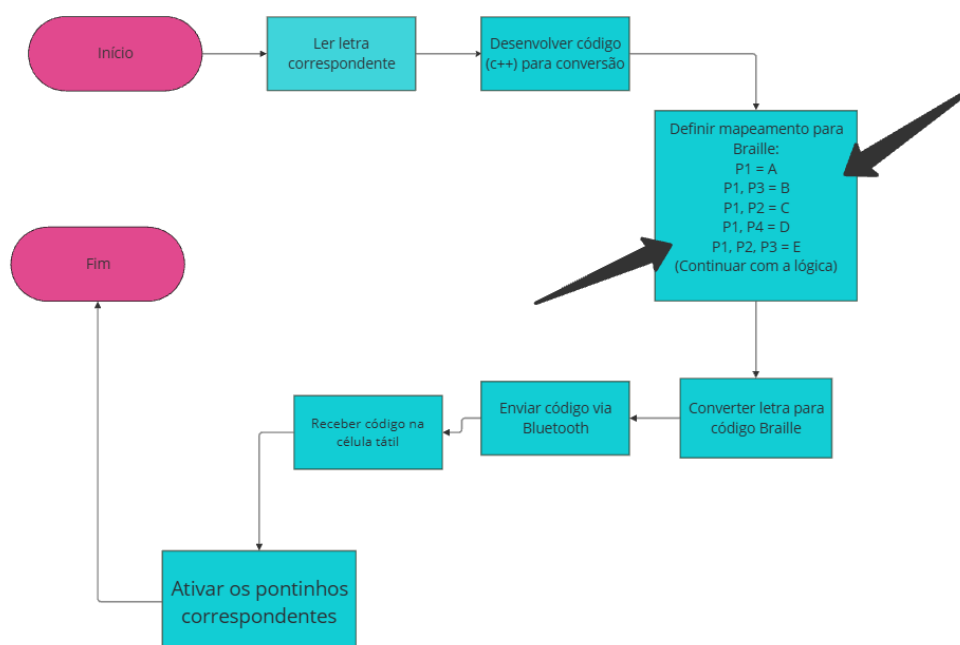 Início
Ler letra
correspondente
Desenvolver código
(c++) para conversão
Definir mapeamento para
Braille:
P1 = A
P1, P3 = B
P1, P2 = C
P1, P4 = D
P1, P2, P3 = E
(Continuar com a lógica)
Converter letra para
código Braille
Enviar código via
Bluetooth
Receber código na
célula tátil
Ativar os pontinhos
correspondentes
Fim